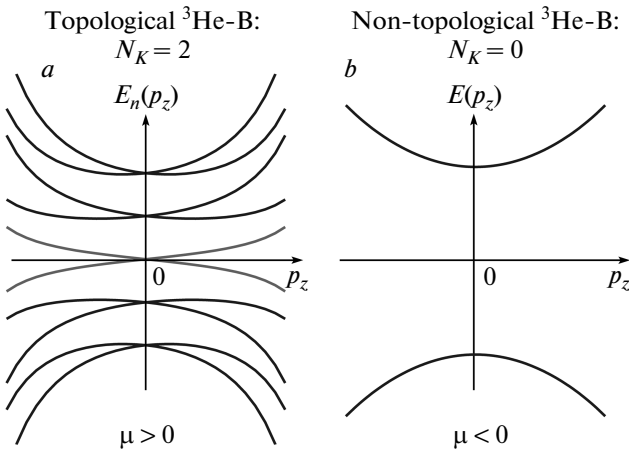 Topological ³He-B:
N_K = 2
a
E_n(p_z)
0
p_z
μ > 0
Non-topological ³He-B:
N_K = 0
b
E(p_z)
0
p_z
μ < 0